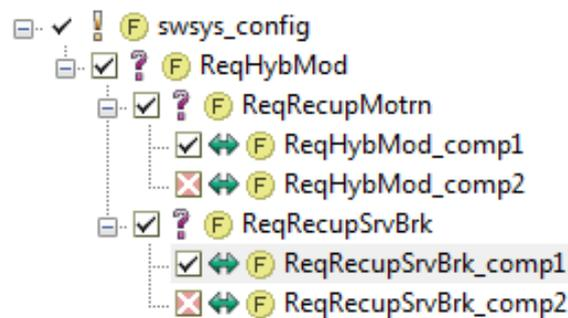 F swsys_config
? F ReqHybMod
? F ReqRecupMotrn
F ReqHybMod_comp1
F ReqHybMod_comp2
? F ReqRecupSrvBrk
F ReqRecupSrvBrk_comp1
F ReqRecupSrvBrk_comp2